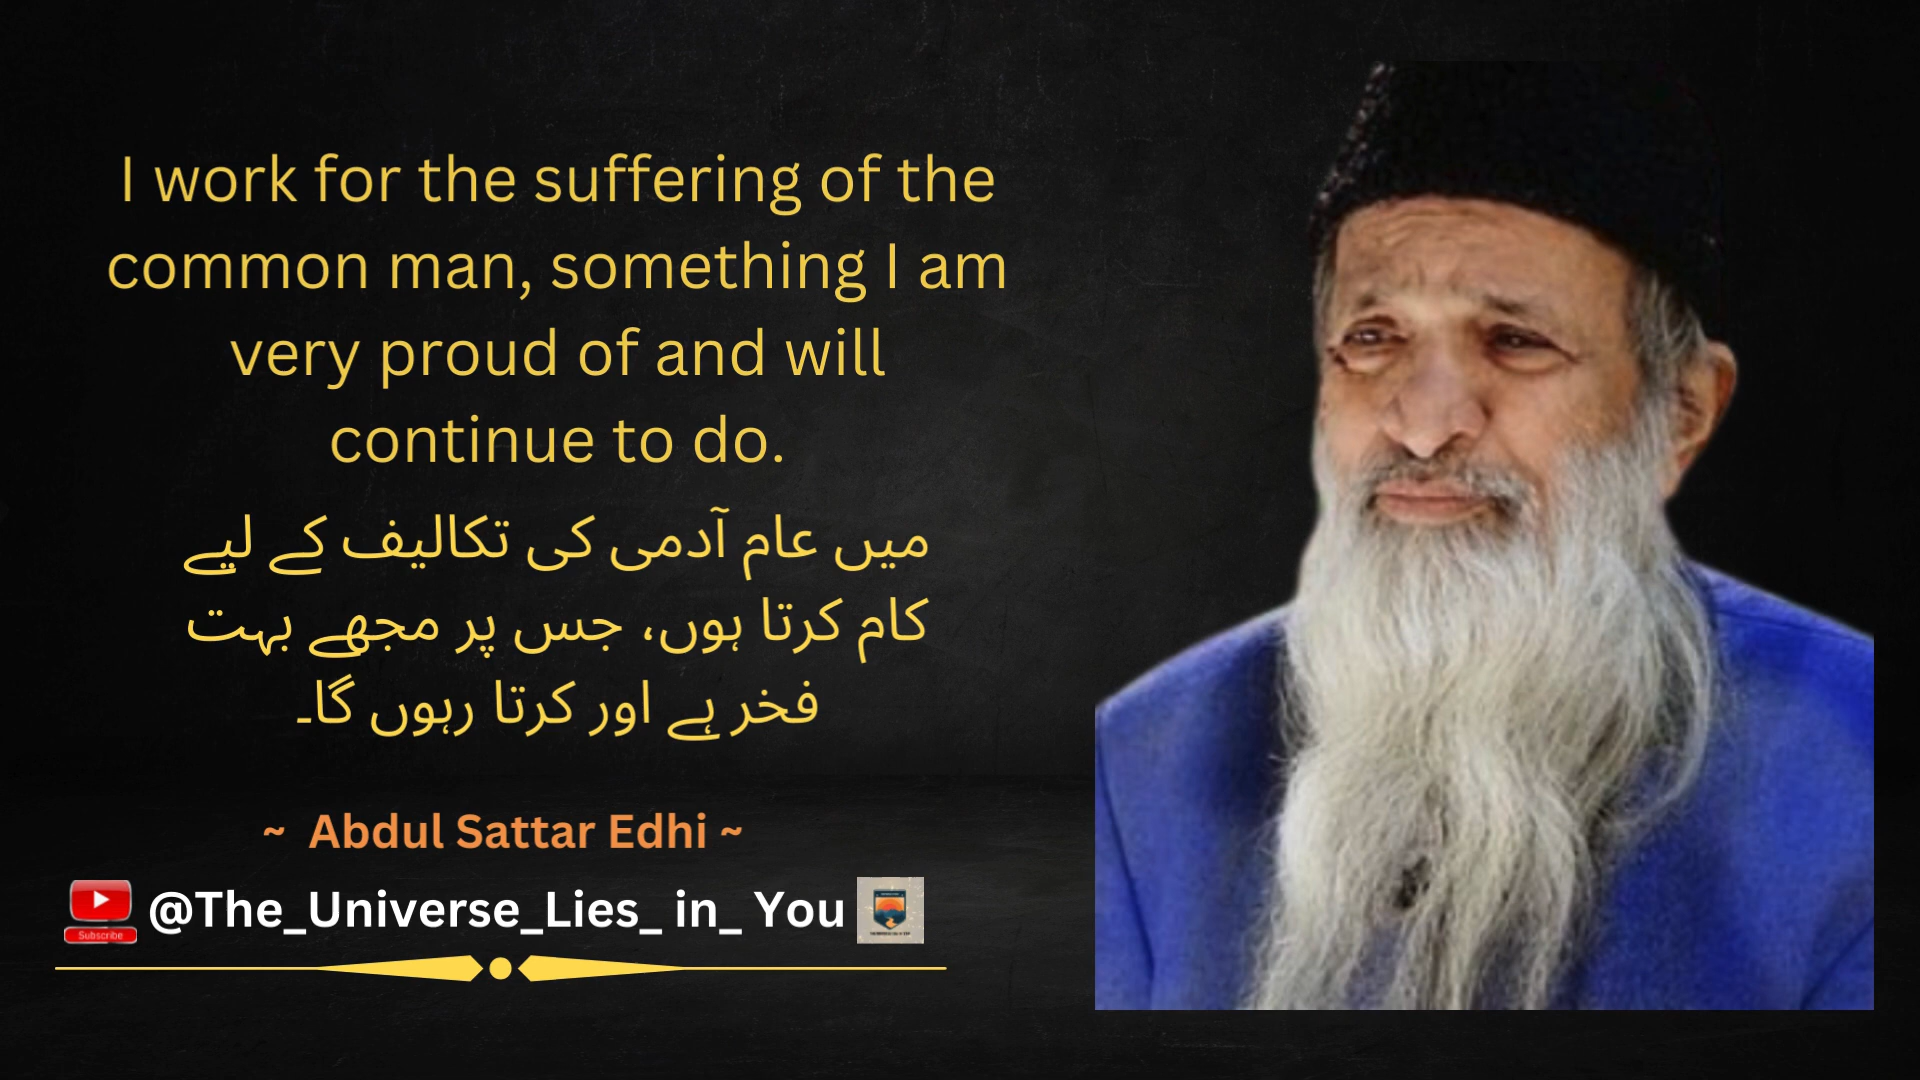 I work for the suffering of the
common man, something I am
very proud of and will
continue to do.
میں عام آدمی کی تکالیف کے لیے
کام کرتا ہوں، جس پر مجھے بہت
فخر ہے اور کرتا رہوں گا۔
~ Abdul Sattar Edhi ~
@The_Universe_Lies_ in_ You
Subscribe